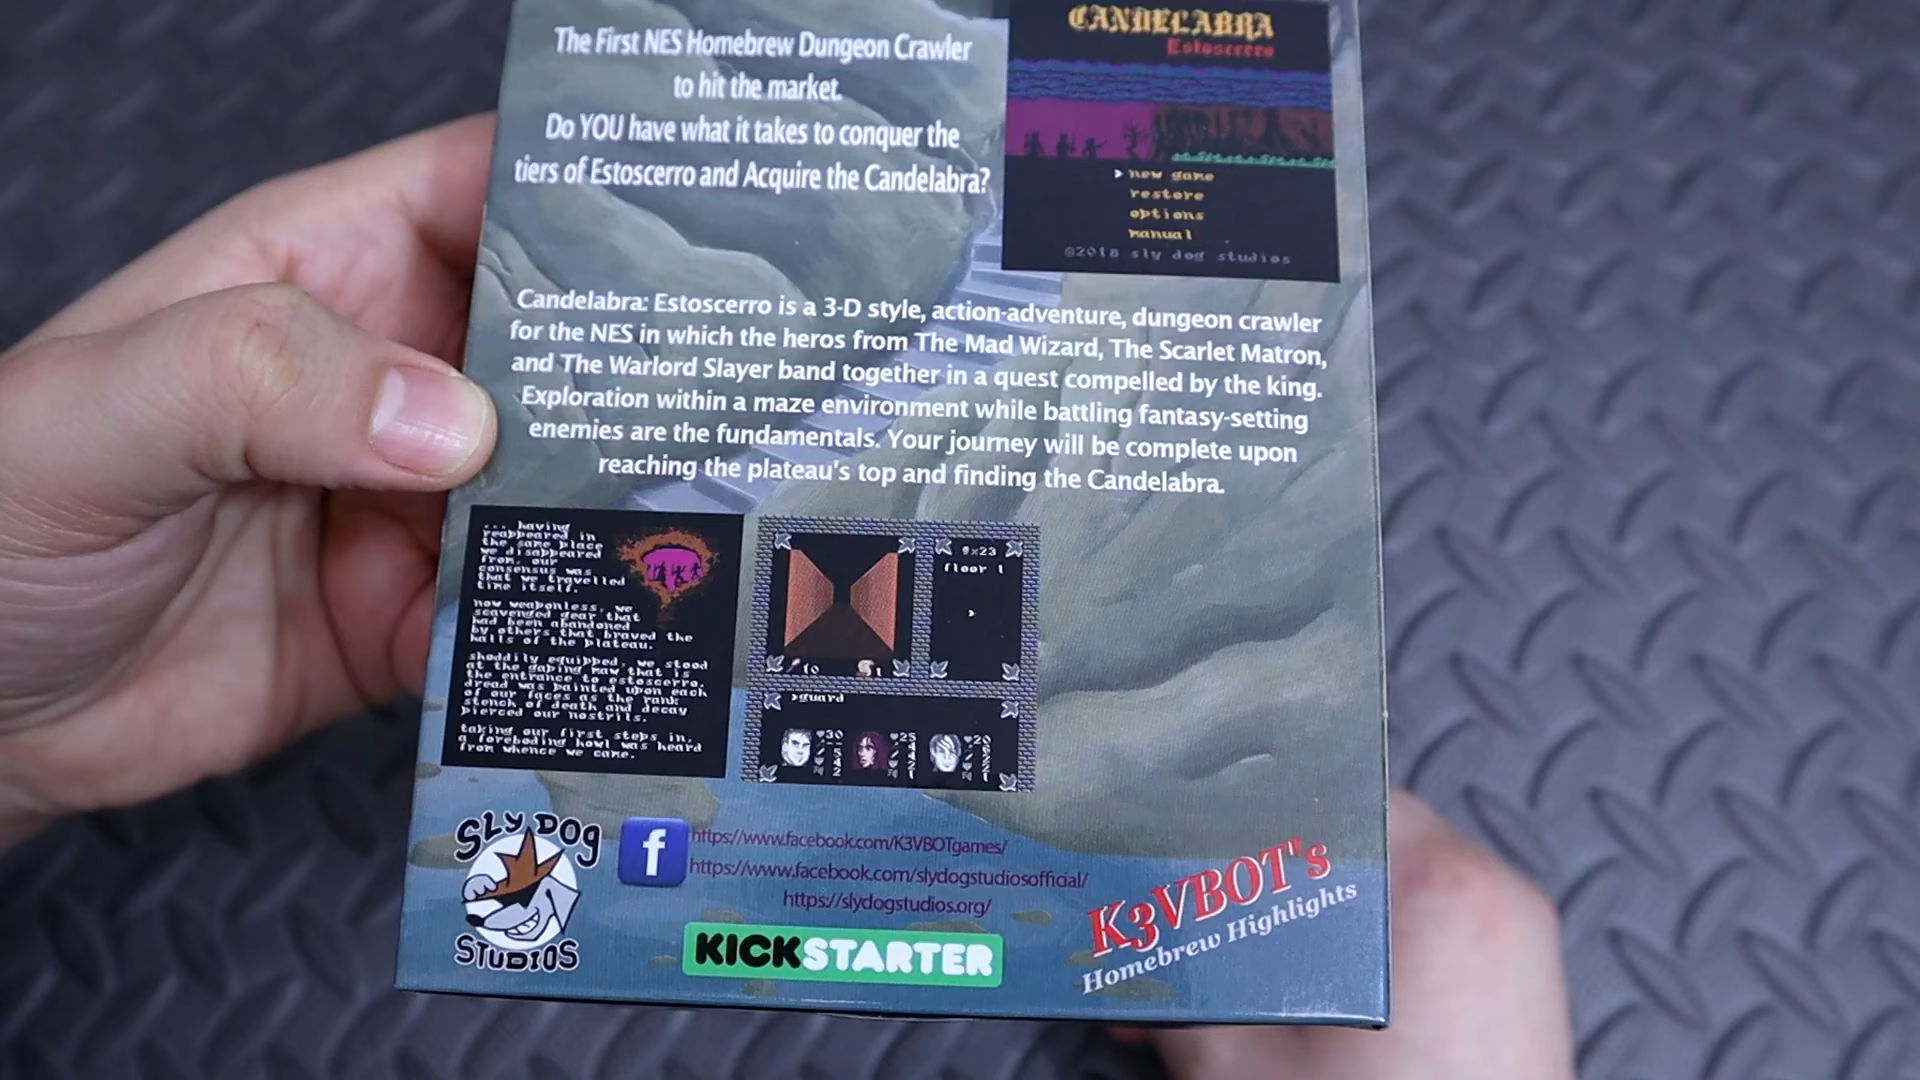 The First NES Homebrew Dungeon Crawler
to hit the market.
Do YOU have what it takes to conquer the
tiers of Estoscerro and Acquire the Candelabra?
CANDELABRA
Estoscerro
new game
restore
options
manual
©2018 sly dog studios
Candelabra: Estoscerro is a 3-D style, action-adventure, dungeon crawler
for the NES in which the heros from The Mad Wizard, The Scarlet Matron,
and The Warlord Slayer band together in a quest compelled by the king.
Exploration within a maze environment while battling fantasy-setting
enemies are the fundamentals. Your journey will be complete upon
reaching the plateau's top and finding the Candelabra.
... having
reappeared in
the same place
we disappeared
from, our
consensus was
that we travelled
time itself.
now weaponless, we
scavenged gear that
had been abandoned
by others that braved the
halls of the plateau.
shoddily equipped, we stood
at the gaping maw that is
the entrance to estoscerro.
dread was painted upon each
of our faces as the rank
stench of death and decay
pierced our nostrils.
taking our first steps in,
a foreboding howl was heard
from whence we came.
x23
floor 1
10
1
>guard
30
25
20
SLY DOG
STUDIOS
f
https://www.facebook.com/K3VBOTgames/
https://www.facebook.com/slydogstudiosofficial/
https://slydogstudios.org/
KICKSTARTER
K3VBOT's
Homebrew Highlights